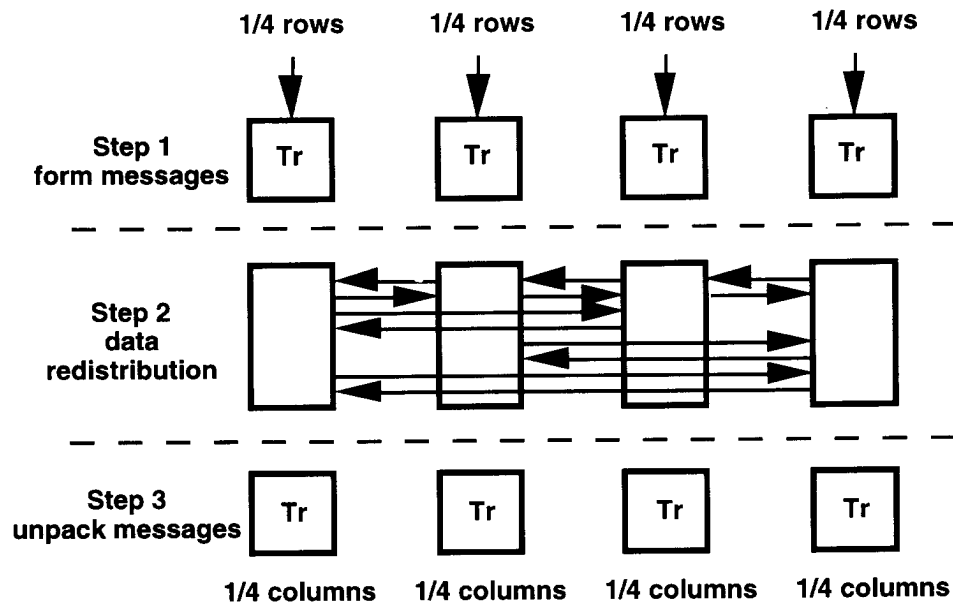 1/4 rows 1/4 rows 1/4 rows 1/4 rows
Step 1
form messages
Tr Tr Tr Tr
Step 2
data
redistribution
Step 3
unpack messages
Tr Tr Tr Tr
1/4 columns 1/4 columns 1/4 columns 1/4 columns